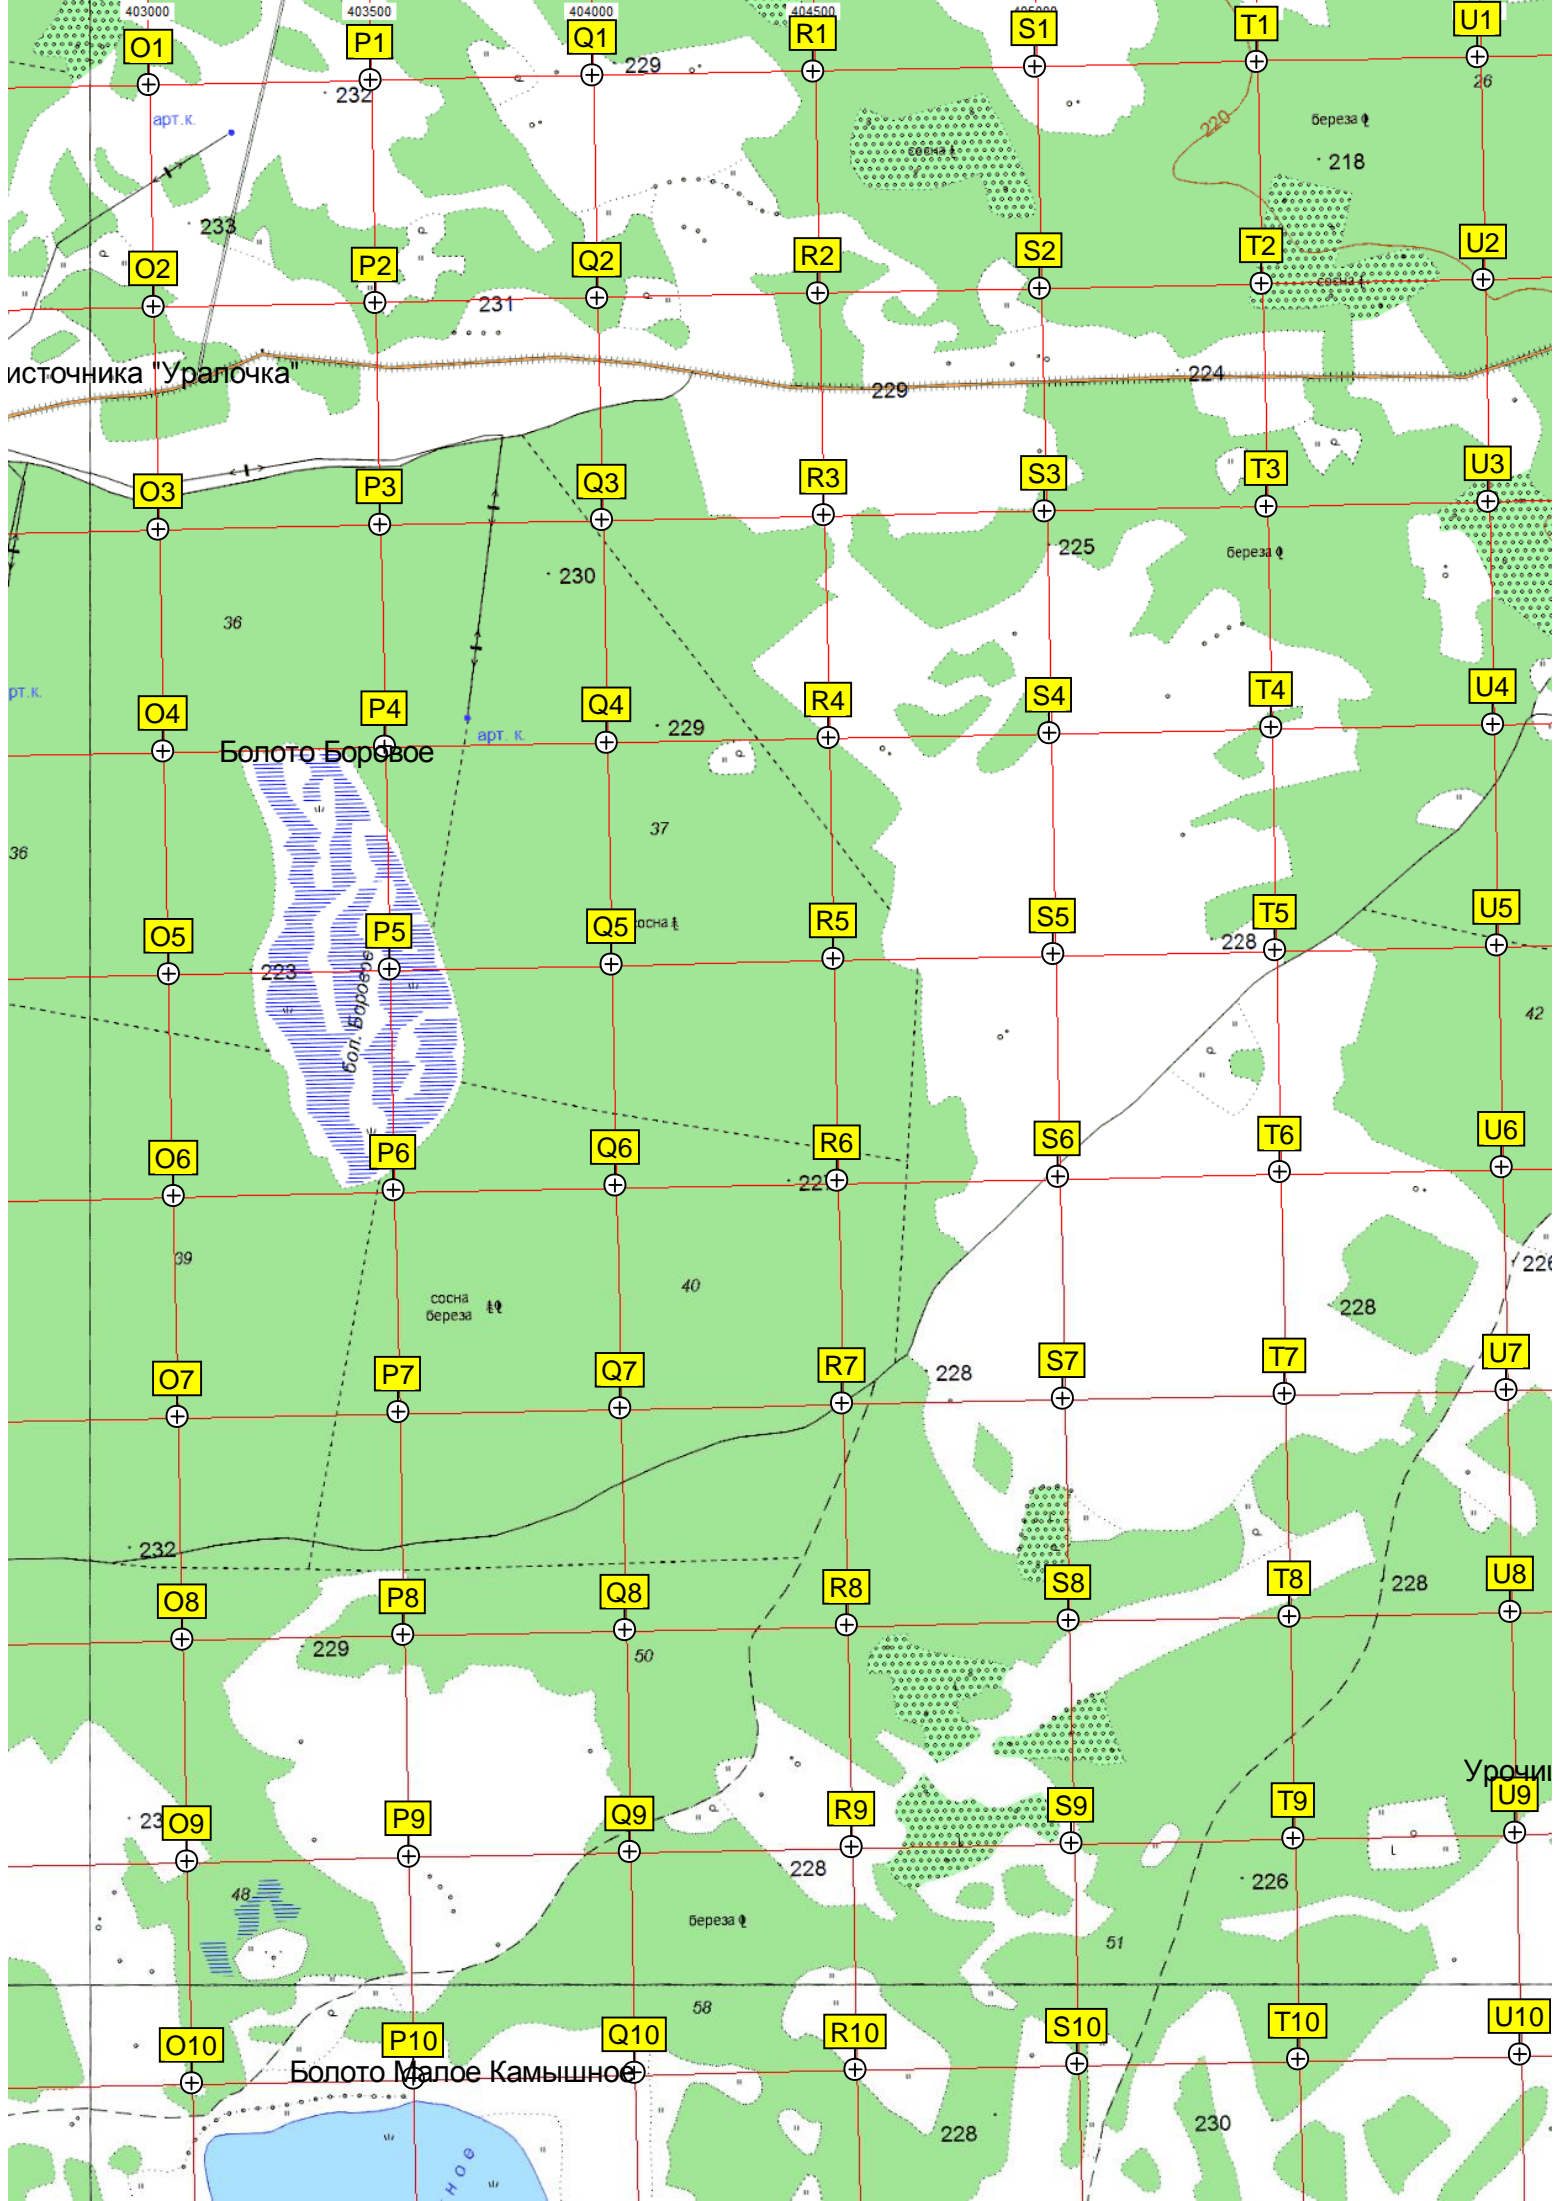 403000 403500 404000 404500
O1 P1 Q1 R1 S1 T1 U1
229
232
26
арт.к.
220
береза
сосна
218
233
O2 P2 Q2 R2 S2 T2 U2
231
сосна
источника "Уралочка"
229
224
O3 P3 Q3 R3 S3 T3 U3
225
береза
230
36
рт.к.
O4 P4 Q4 R4 S4 T4 U4
229
арт. к.
Болото Боровое
37
36
O5 P5 Q5 R5 S5 T5 U5
сосна
228
223
бол. Боровое
42
O6 P6 Q6 R6 S6 T6 U6
227
39
226
40
сосна
береза
228
O7 P7 Q7 R7 S7 T7 U7
228
232
O8 P8 Q8 R8 S8 T8 U8
228
229
50
Урочи
O9 P9 Q9 R9 S9 T9 U9
23
228
226
48
береза
51
58
O10 P10 Q10 R10 S10 T10 U10
Болото Малое Камышное
228
230
ное